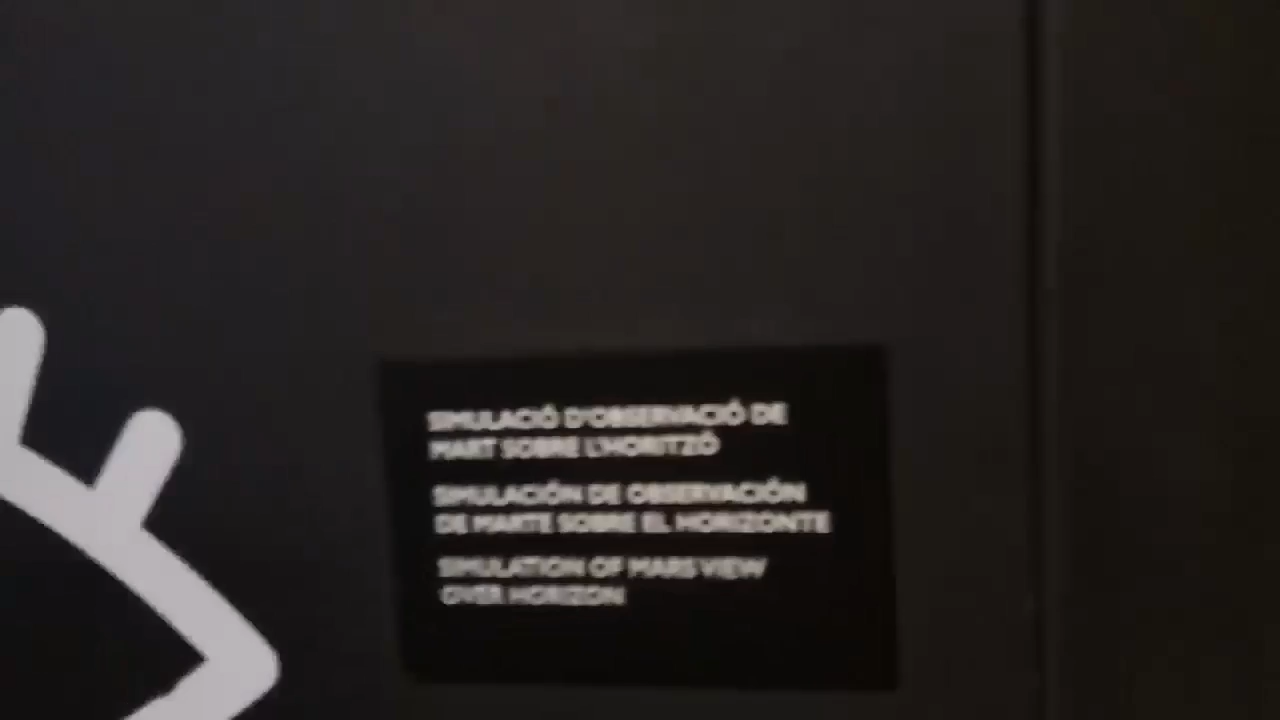 SIMULACIÓ D'OBSERVACIÓ DE
MART SOBRE L'HORITZÓ
SIMULACIÓN DE OBSERVACIÓN
DE MARTE SOBRE EL HORIZONTE
SIMULATION OF MARS VIEW
OVER HORIZON